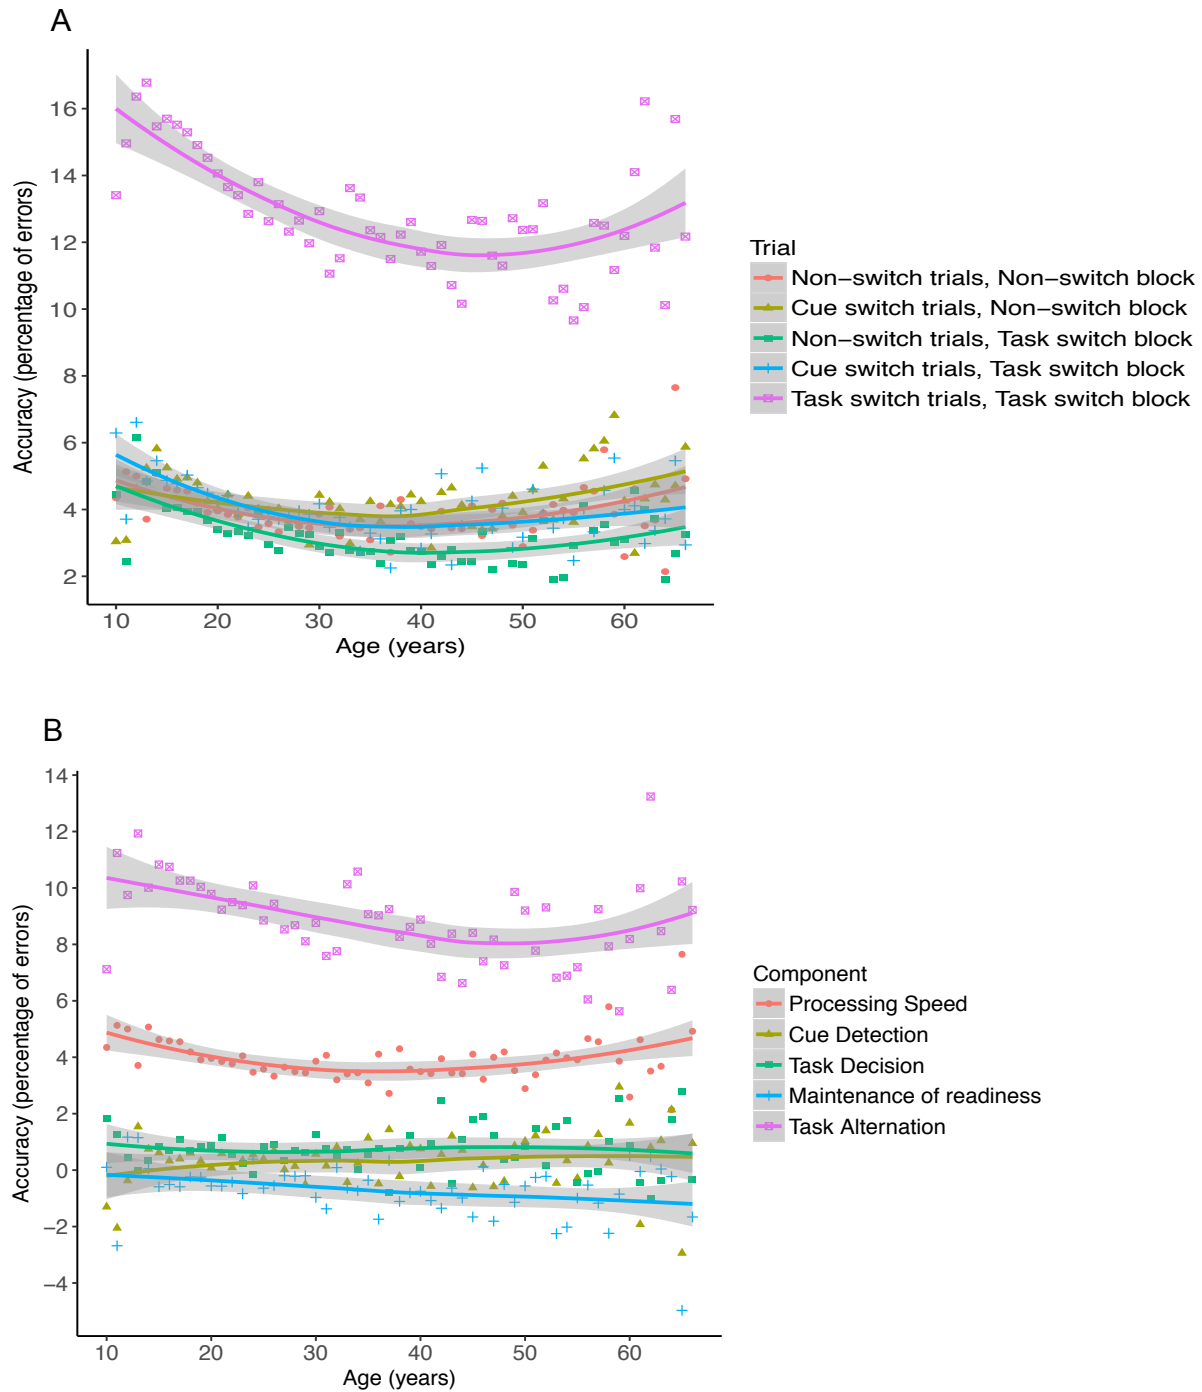 A
16
14
12
10
8
6
4
2
Accuracy (percentage of errors)
10 20 30 40 50 60
Age (years)
Trial
Non−switch trials, Non−switch block
Cue switch trials, Non−switch block
Non−switch trials, Task switch block
Cue switch trials, Task switch block
Task switch trials, Task switch block
B
14
12
10
8
6
4
2
0
−2
−4
Accuracy (percentage of errors)
10 20 30 40 50 60
Age (years)
Component
Processing Speed
Cue Detection
Task Decision
Maintenance of readiness
Task Alternation